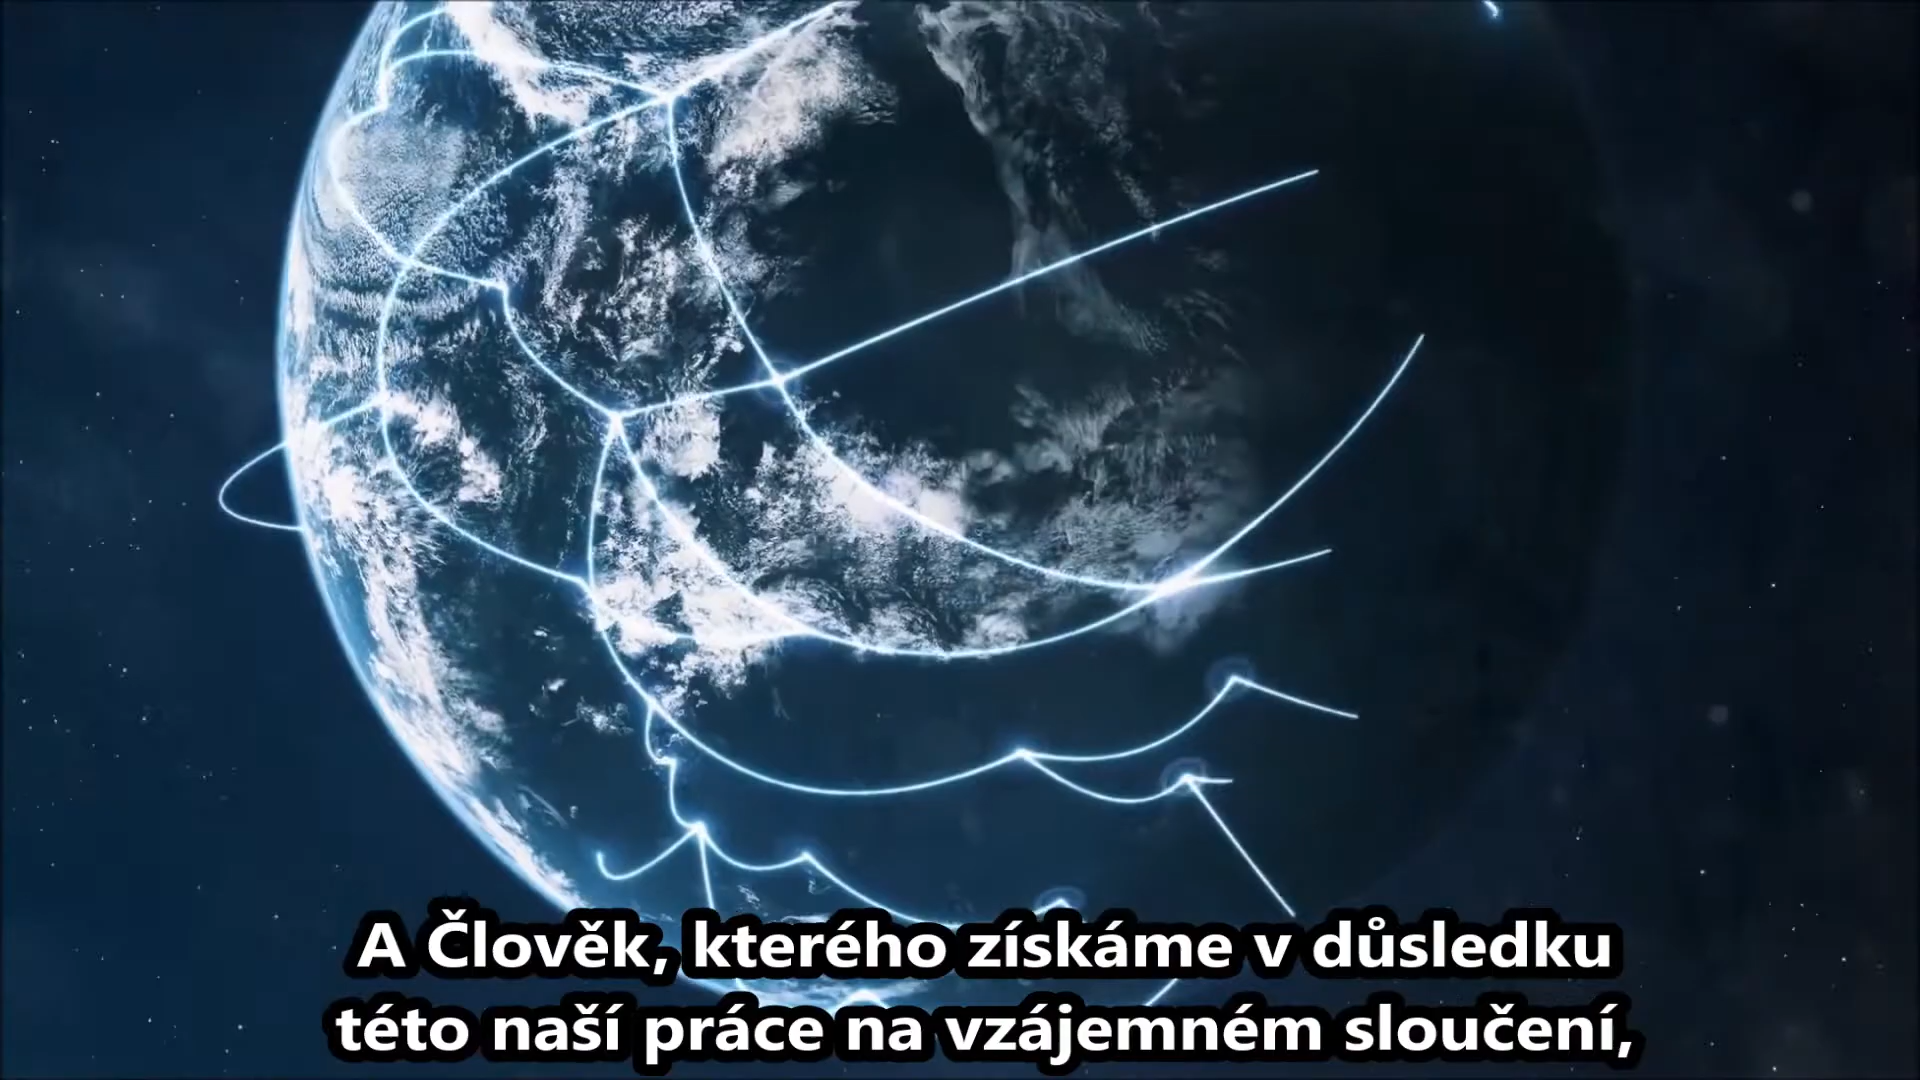 A Člověk, kterého získáme v důsledku
této naší práce na vzájemném sloučení,